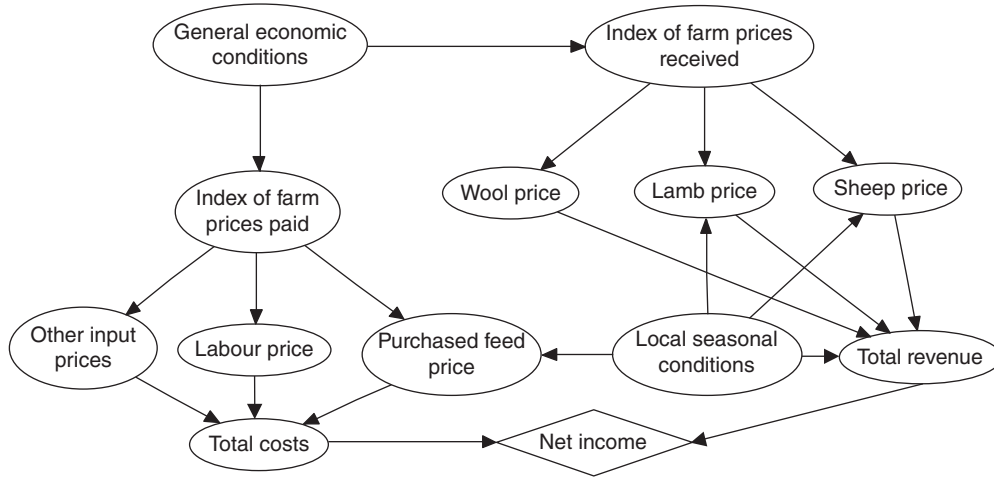 General economic
conditions
Index of farm prices
received
Wool price
Lamb price
Sheep price
Index of farm
prices paid
Other input
prices
Labour price
Purchased feed
price
Local seasonal
conditions
Total revenue
Total costs
Net income